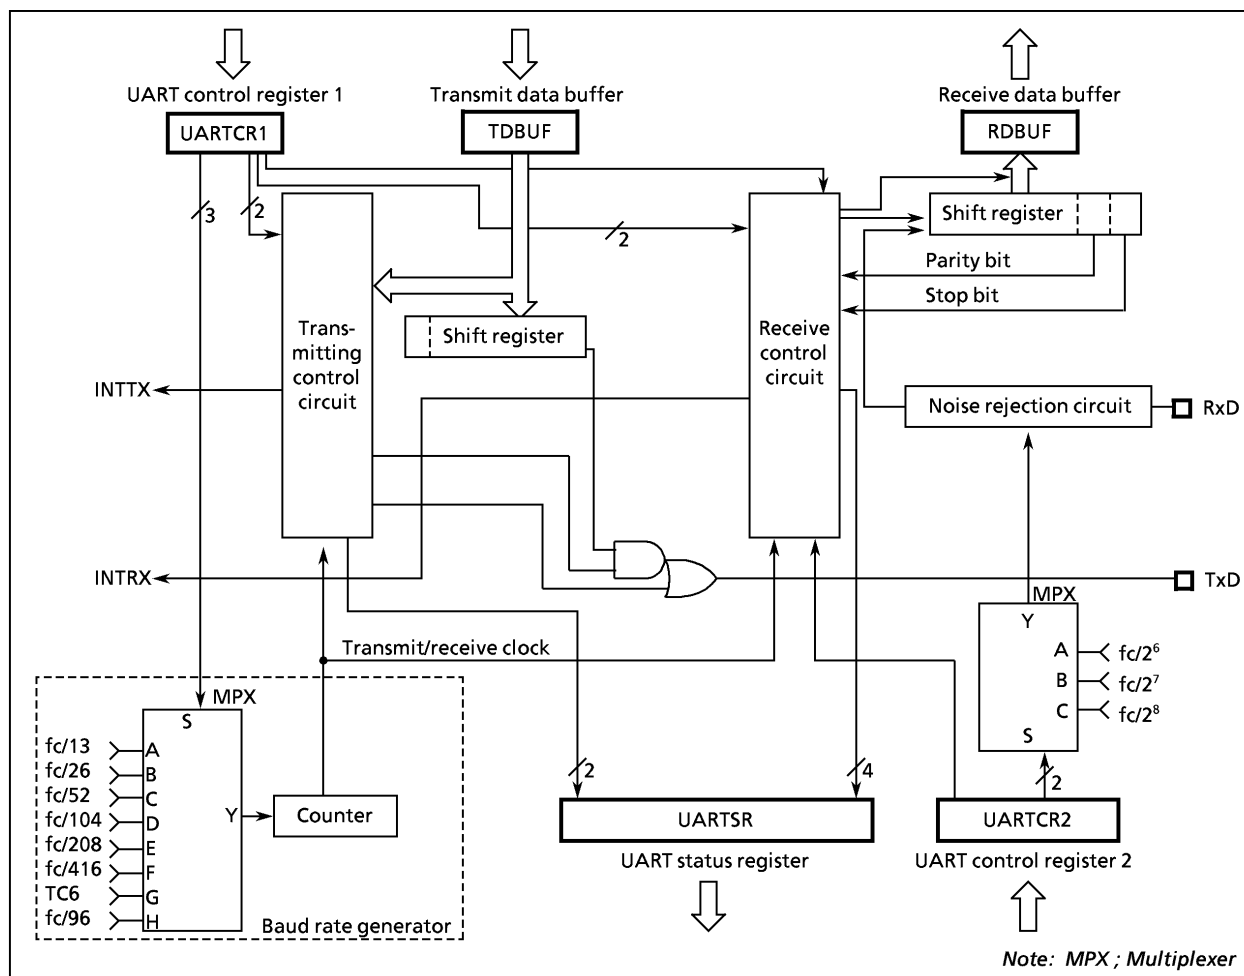 UART control register 1
Transmit data buffer
Receive data buffer
UARTCR1
TDBUF
RDBUF
3
2
2
Shift register
Parity bit
Stop bit
Trans-
mitting
control
circuit
Shift register
Receive
control
circuit
INTTX
Noise rejection circuit
RxD
INTRX
TxD
MPX
Y
A
fc/2⁶
B
fc/2⁷
C
fc/2⁸
S
2
Transmit/receive clock
MPX
S
fc/13
A
fc/26
B
fc/52
C
fc/104
D
fc/208
E
fc/416
F
TC6
G
fc/96
H
Y
Counter
Baud rate generator
2
4
UARTSR
UART status register
UARTCR2
UART control register 2
Note: MPX ; Multiplexer